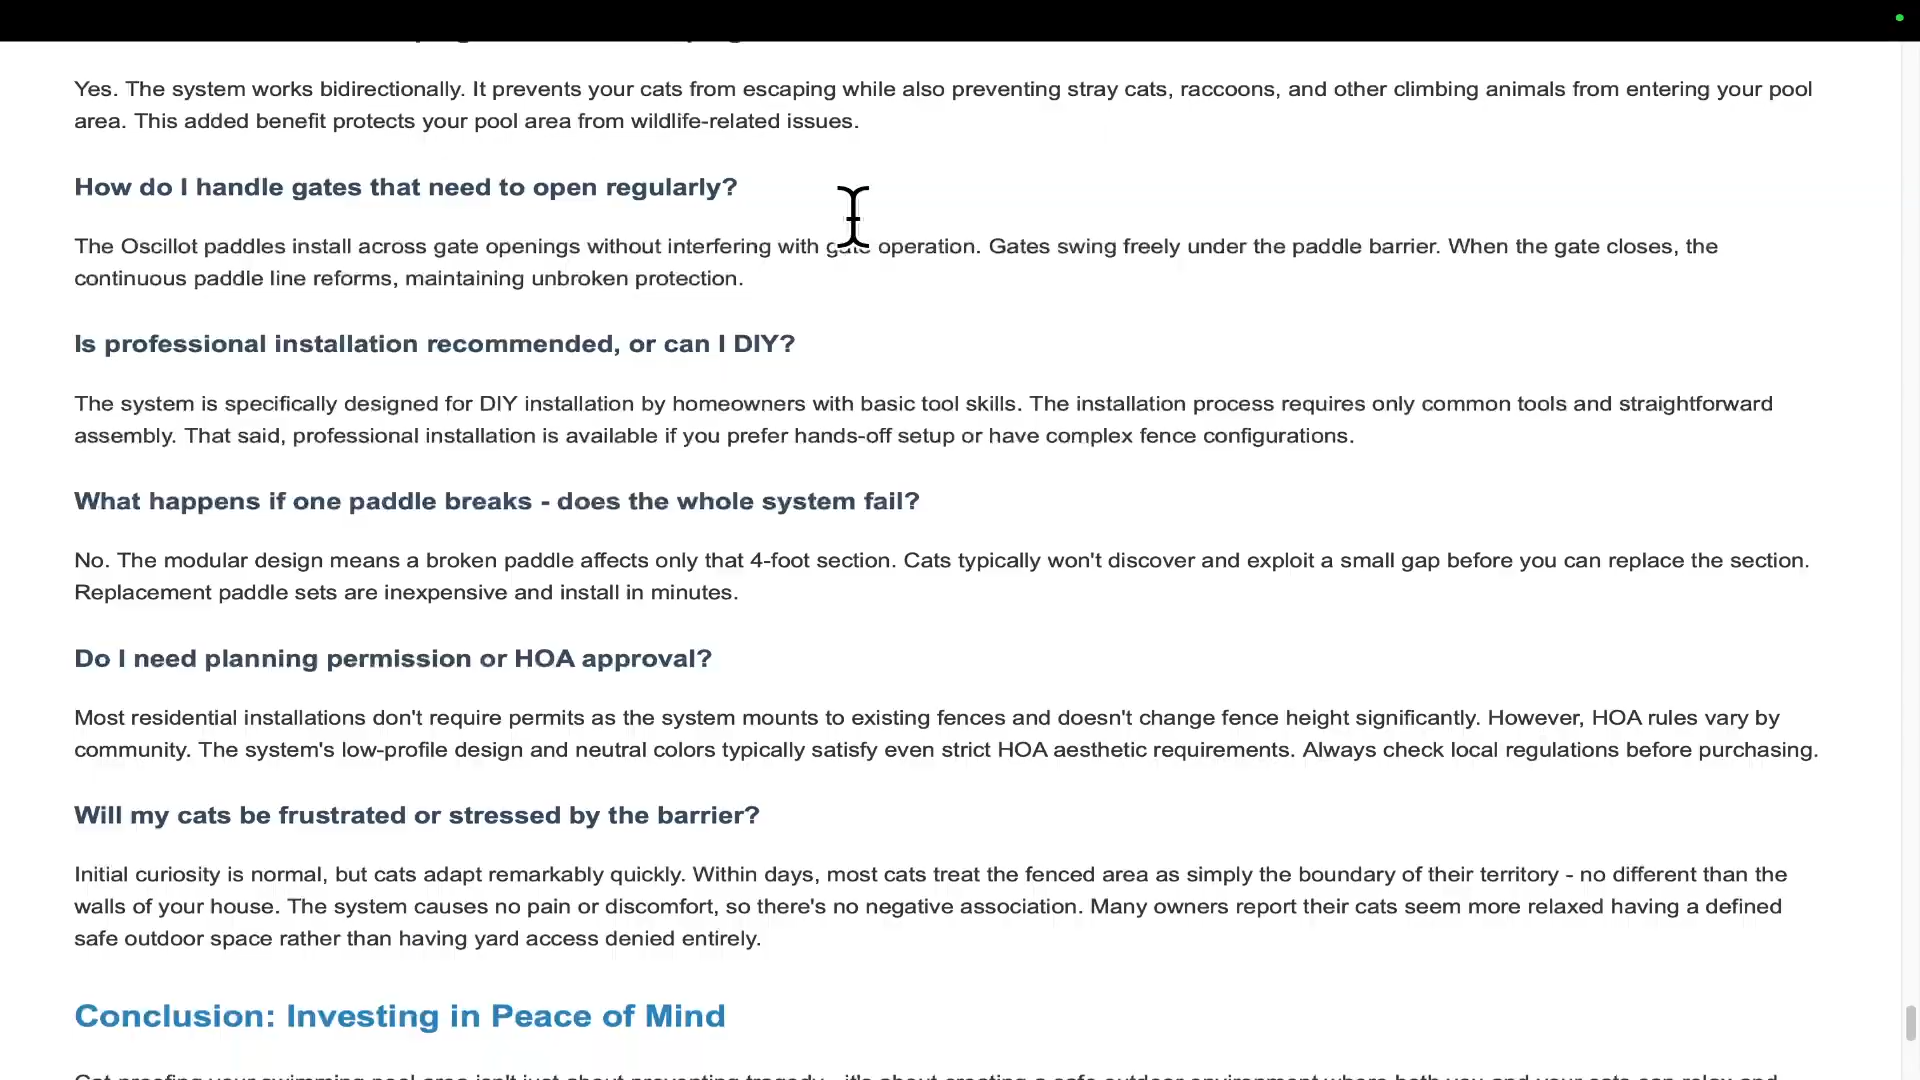 Yes. The system works bidirectionally. It prevents your cats from escaping while also preventing stray cats, raccoons, and other climbing animals from entering your pool
area. This added benefit protects your pool area from wildlife-related issues.
How do I handle gates that need to open regularly?
The Oscillot paddles install across gate openings without interfering with gate operation. Gates swing freely under the paddle barrier. When the gate closes, the
continuous paddle line reforms, maintaining unbroken protection.
Is professional installation recommended, or can I DIY?
The system is specifically designed for DIY installation by homeowners with basic tool skills. The installation process requires only common tools and straightforward
assembly. That said, professional installation is available if you prefer hands-off setup or have complex fence configurations.
What happens if one paddle breaks - does the whole system fail?
No. The modular design means a broken paddle affects only that 4-foot section. Cats typically won't discover and exploit a small gap before you can replace the section.
Replacement paddle sets are inexpensive and install in minutes.
Do I need planning permission or HOA approval?
Most residential installations don't require permits as the system mounts to existing fences and doesn't change fence height significantly. However, HOA rules vary by
community. The system's low-profile design and neutral colors typically satisfy even strict HOA aesthetic requirements. Always check local regulations before purchasing.
Will my cats be frustrated or stressed by the barrier?
Initial curiosity is normal, but cats adapt remarkably quickly. Within days, most cats treat the fenced area as simply the boundary of their territory - no different than the
walls of your house. The system causes no pain or discomfort, so there's no negative association. Many owners report their cats seem more relaxed having a defined
safe outdoor space rather than having yard access denied entirely.
Conclusion: Investing in Peace of Mind